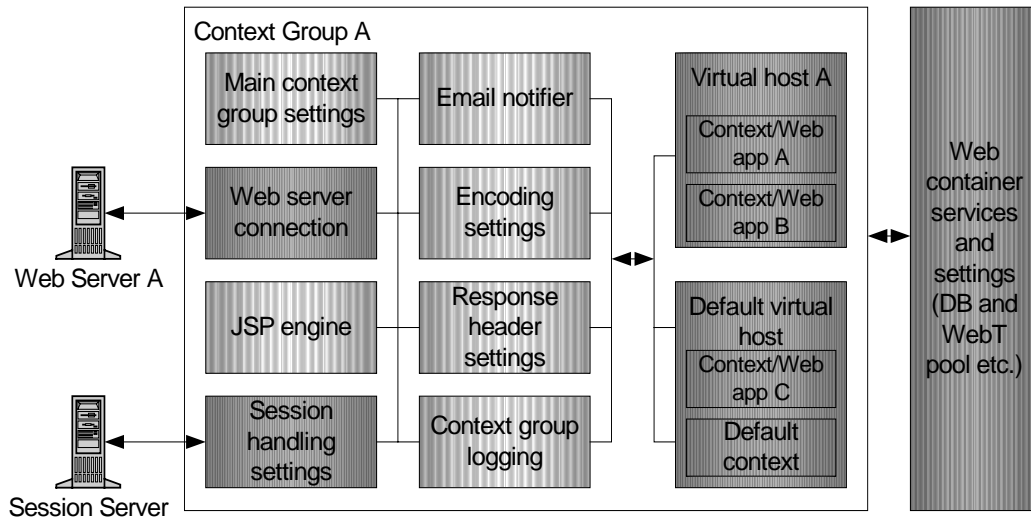 Context Group A
Main context
group settings
Email notifier
Virtual host A
Context/Web
app A
Context/Web
app B
Web server
connection
Encoding
settings
Web Server A
JSP engine
Response
header
settings
Default virtual
host
Context/Web
app C
Default
context
Session
handling
settings
Context group
logging
Session Server
Web
container
services
and
settings
(DB and
WebT
pool etc.)